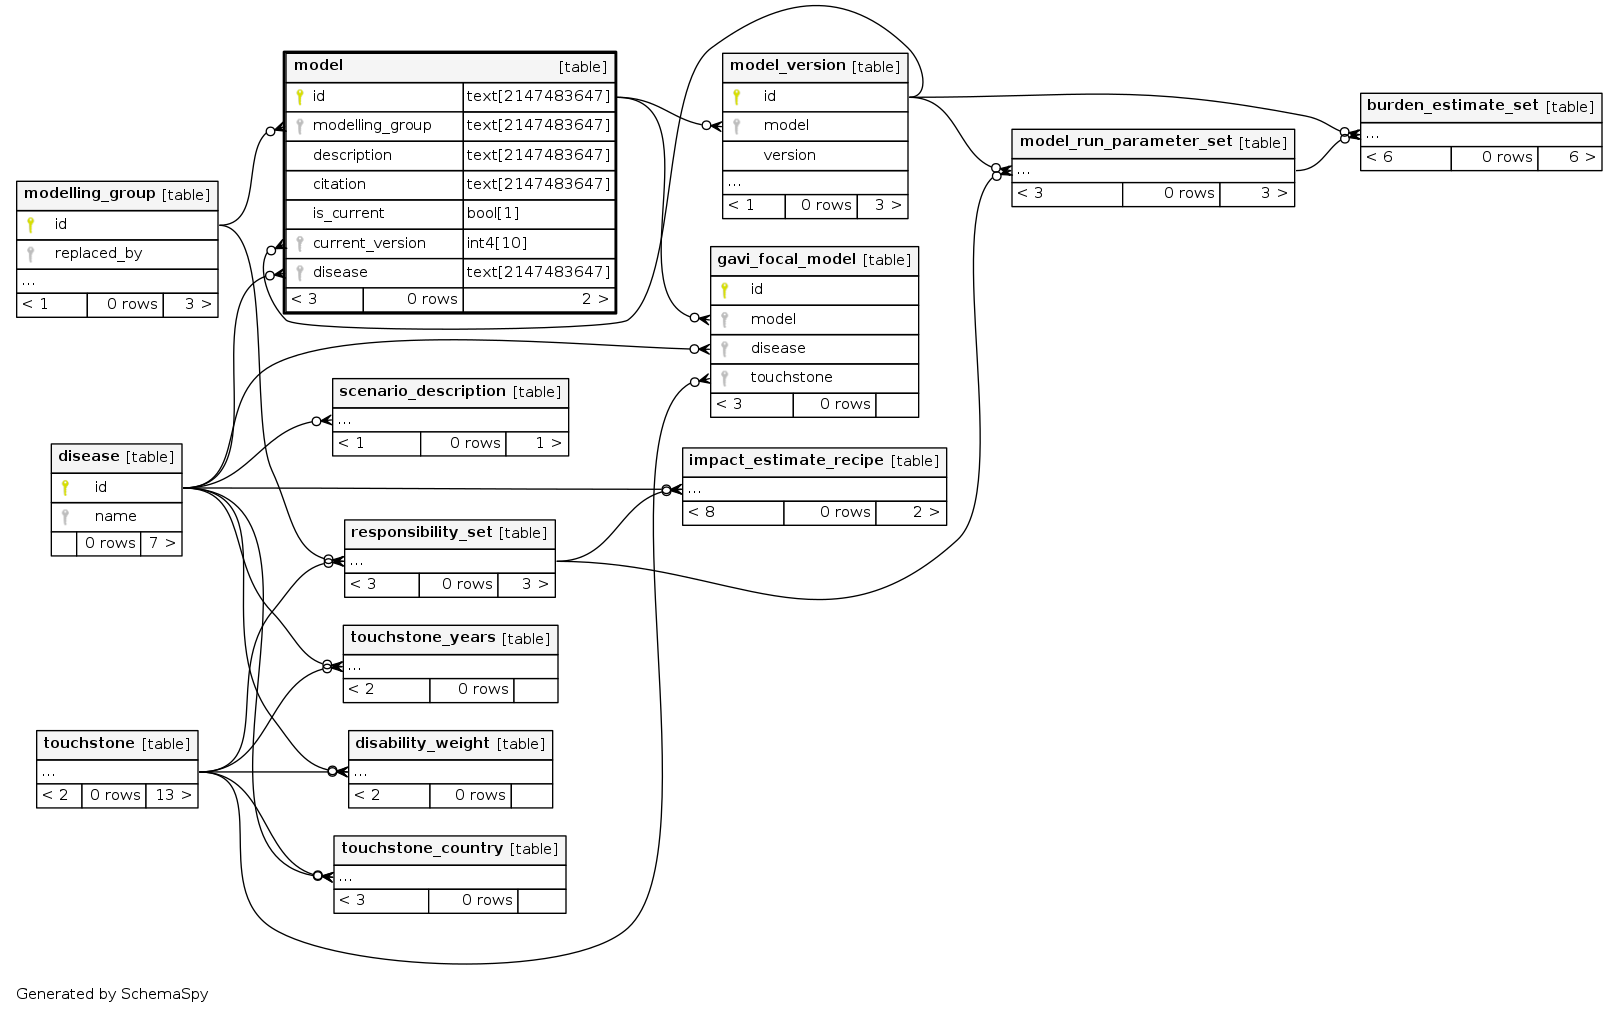 model [table]
id text[2147483647]
modelling_group text[2147483647]
description text[2147483647]
citation text[2147483647]
is_current bool[1]
current_version int4[10]
disease text[2147483647]
< 3 0 rows 2 >
model_version [table]
id
model
version
...
< 1 0 rows 3 >
burden_estimate_set [table]
...
< 6 0 rows 6 >
model_run_parameter_set [table]
...
< 3 0 rows 3 >
modelling_group [table]
id
replaced_by
...
< 1 0 rows 3 >
gavi_focal_model [table]
id
model
disease
touchstone
< 3 0 rows
scenario_description [table]
...
< 1 0 rows 1 >
disease [table]
id
name
0 rows 7 >
impact_estimate_recipe [table]
...
< 8 0 rows 2 >
responsibility_set [table]
...
< 3 0 rows 3 >
touchstone_years [table]
...
< 2 0 rows
touchstone [table]
...
< 2 0 rows 13 >
disability_weight [table]
...
< 2 0 rows
touchstone_country [table]
...
< 3 0 rows
Generated by SchemaSpy